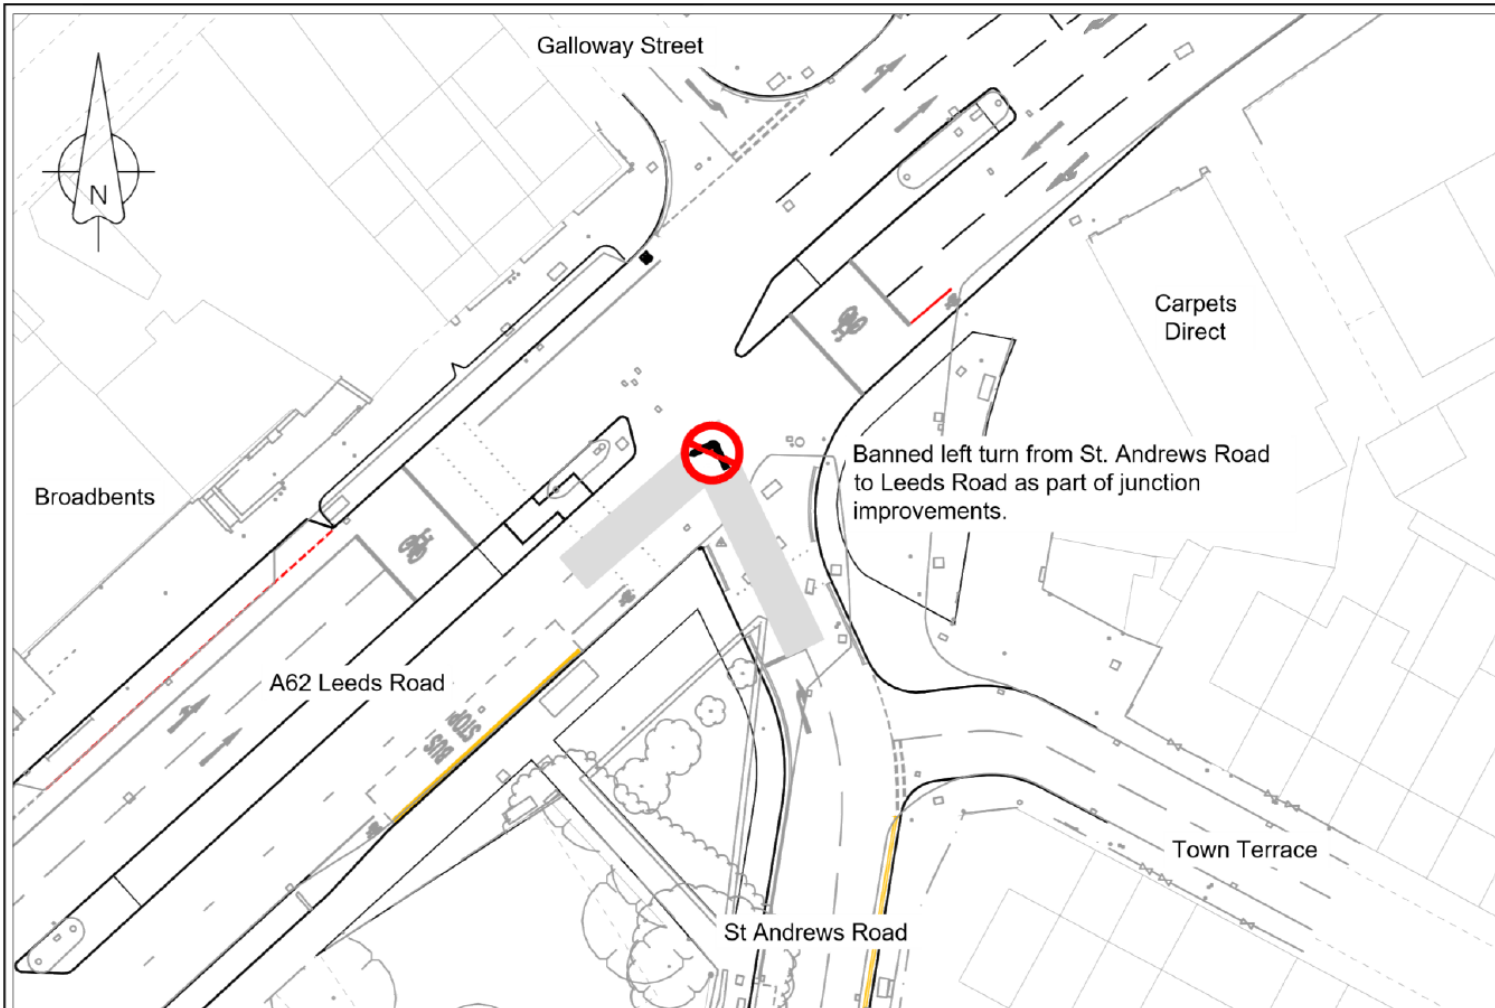 Galloway Street
N
Carpets
Direct
Banned left turn from St. Andrews Road
to Leeds Road as part of junction
improvements.
Broadbents
A62 Leeds Road
BUS
STOP
Town Terrace
St Andrews Road